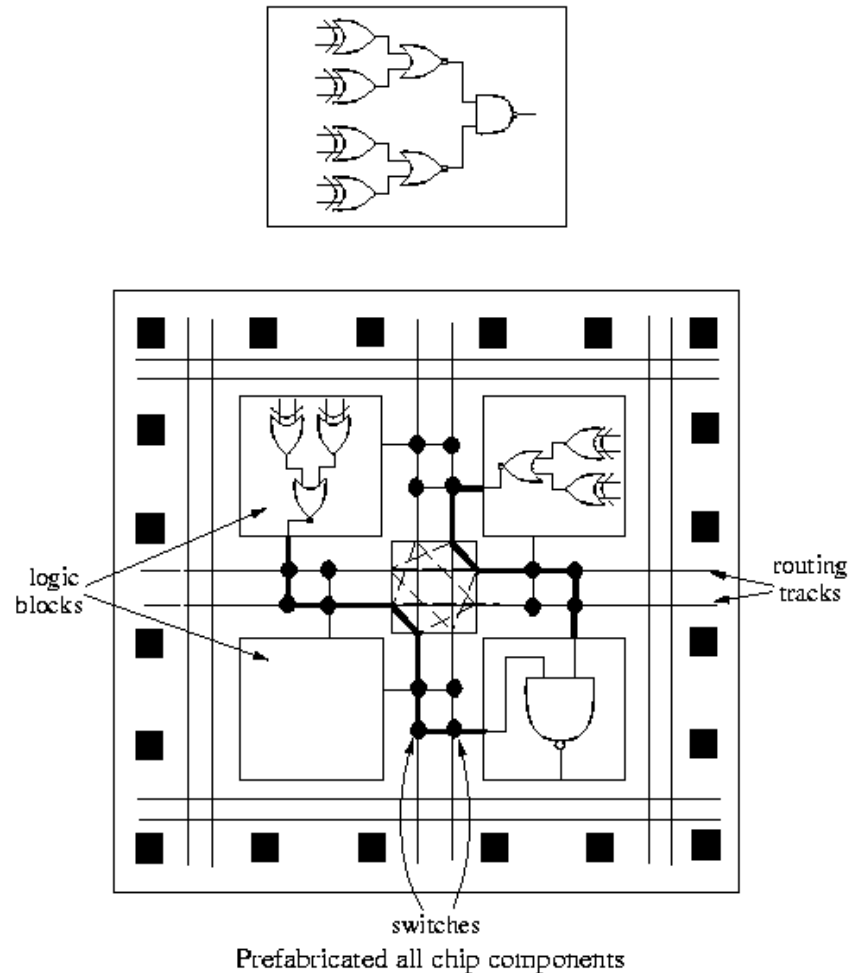 logic
blocks
routing
tracks
switches
Prefabricated all chip components